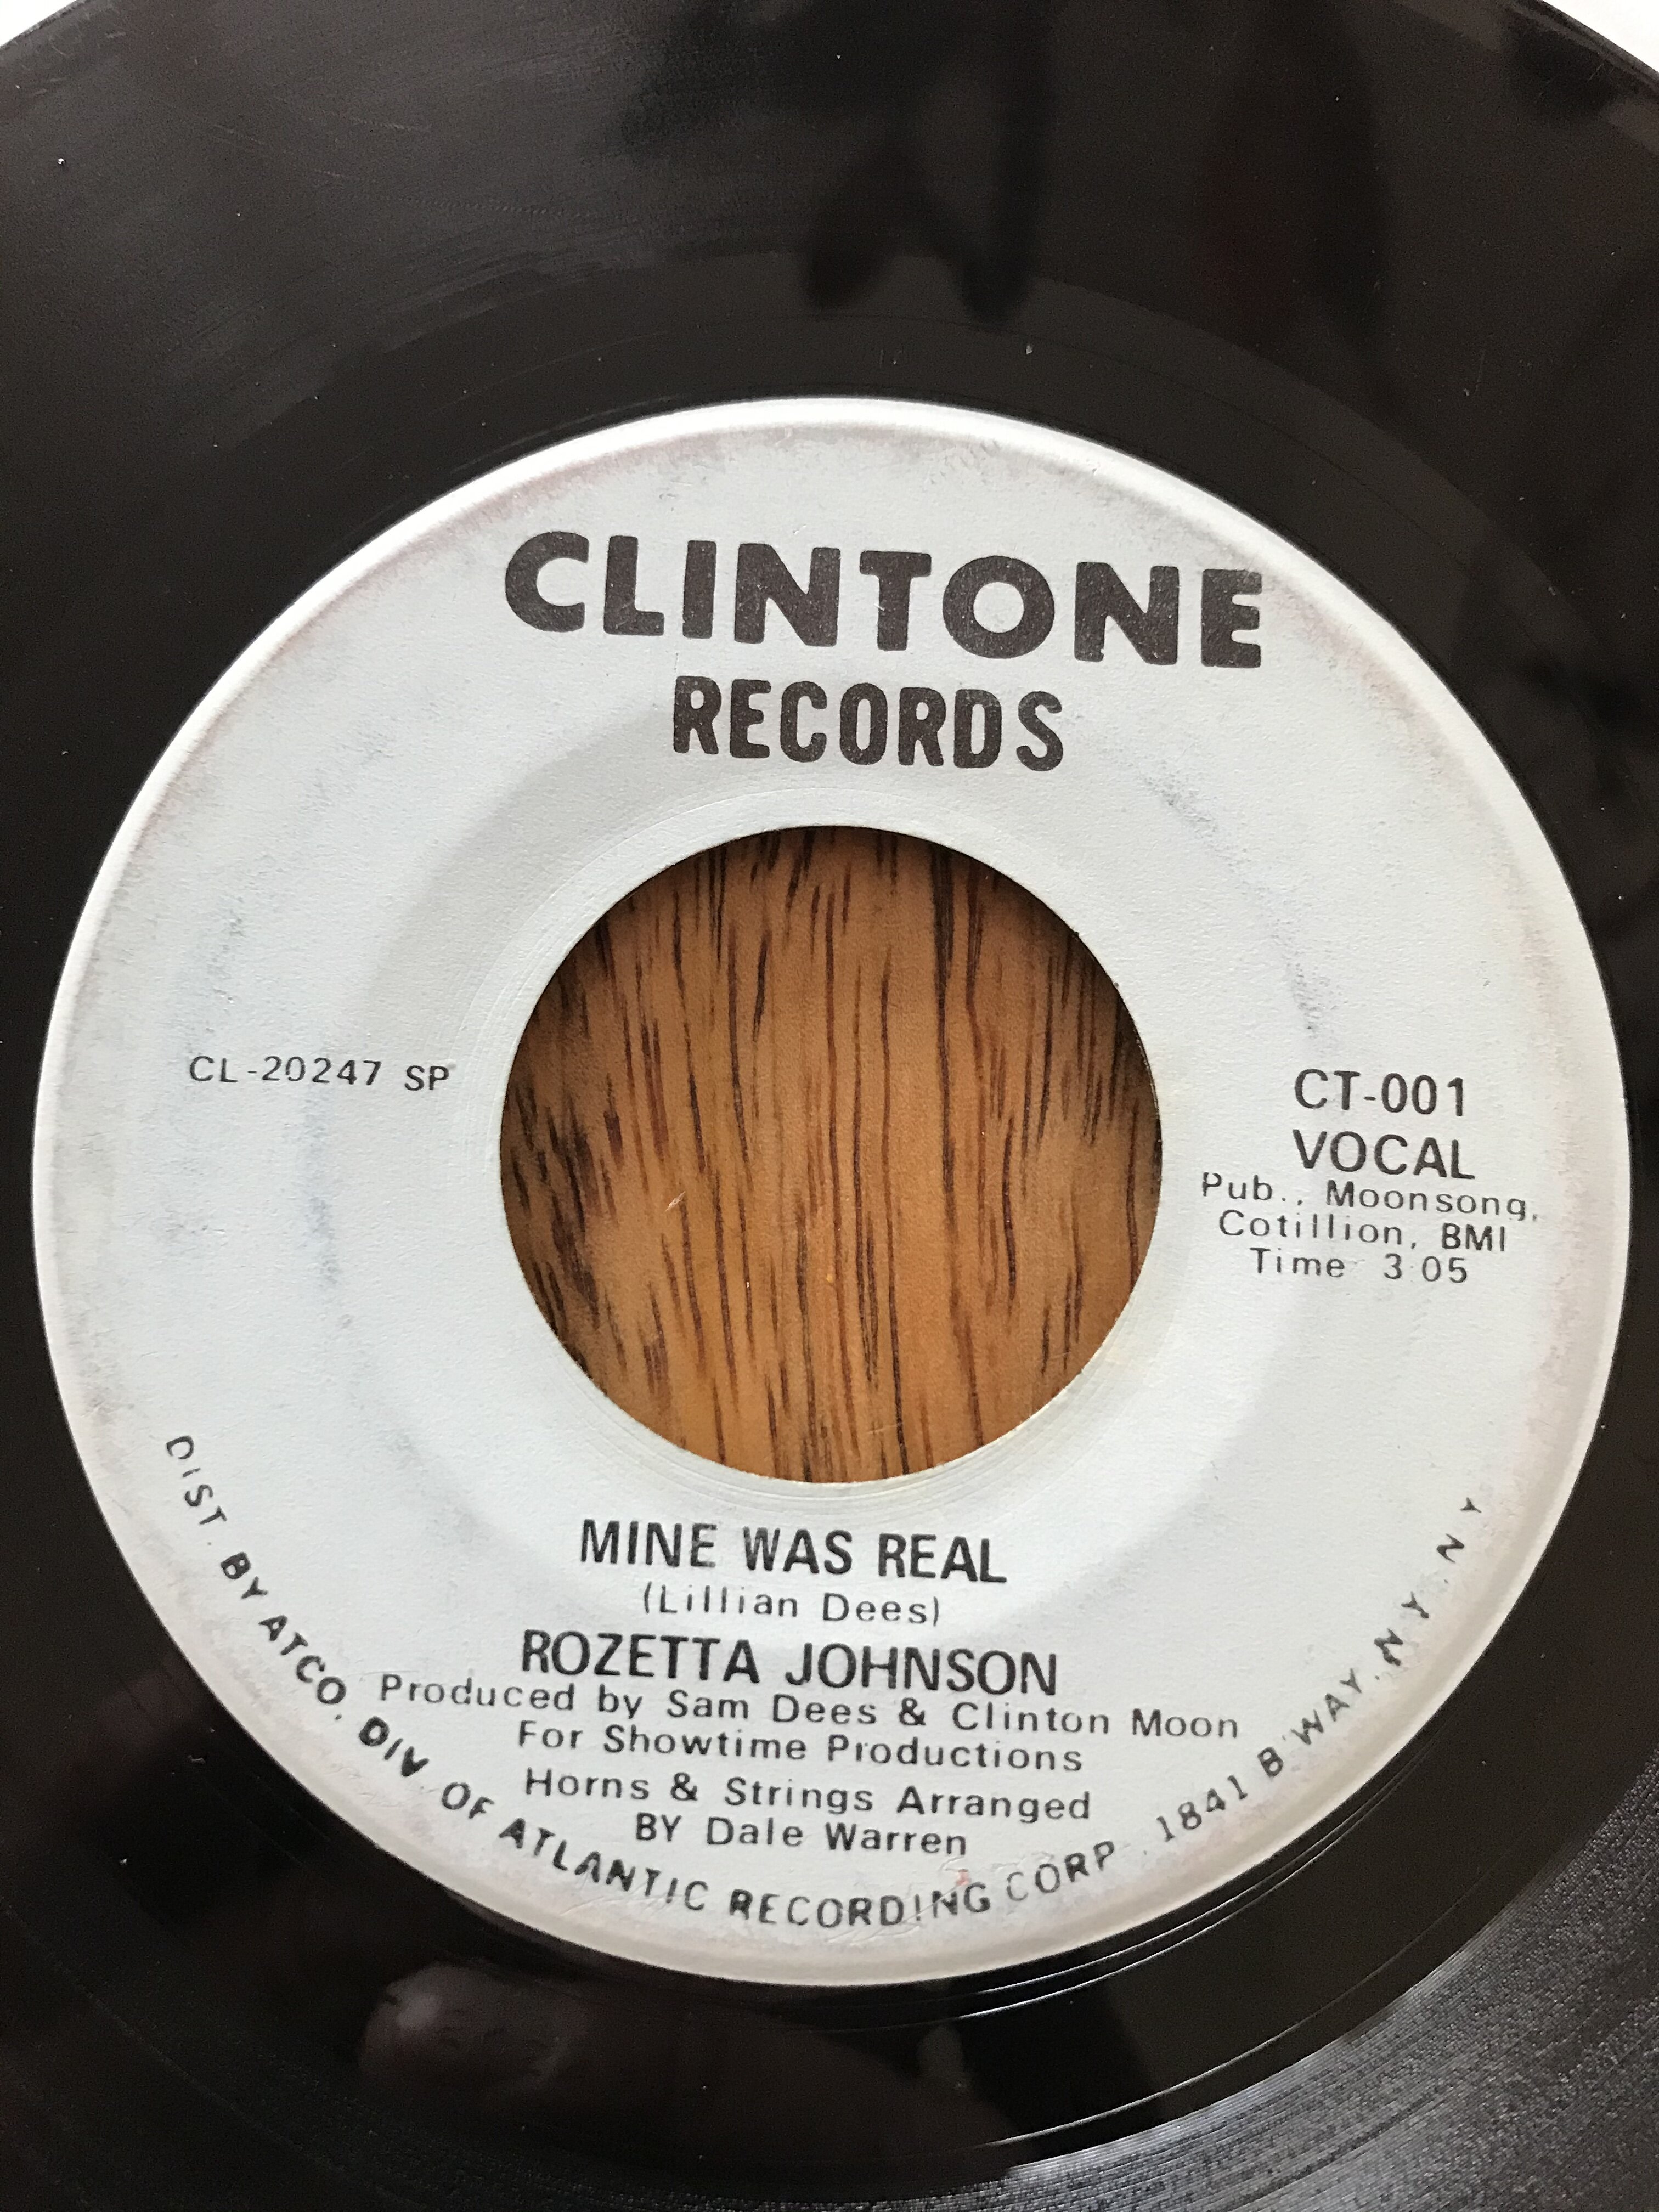 CLINTONE
RECORDS
CL-20247 SP
CT-001
VOCAL
Pub., Moonsong,
Cotillion, BMI
Time 3:05
MINE WAS REAL
(Lillian Dees)
ROZETTA JOHNSON
Produced by Sam Dees & Clinton Moon
For Showtime Productions
Horns & Strings Arranged
BY Dale Warren
DIST. BY ATCO. DIV. OF ATLANTIC RECORDING CORP. 1841 B'WAY. N.Y. N.Y.